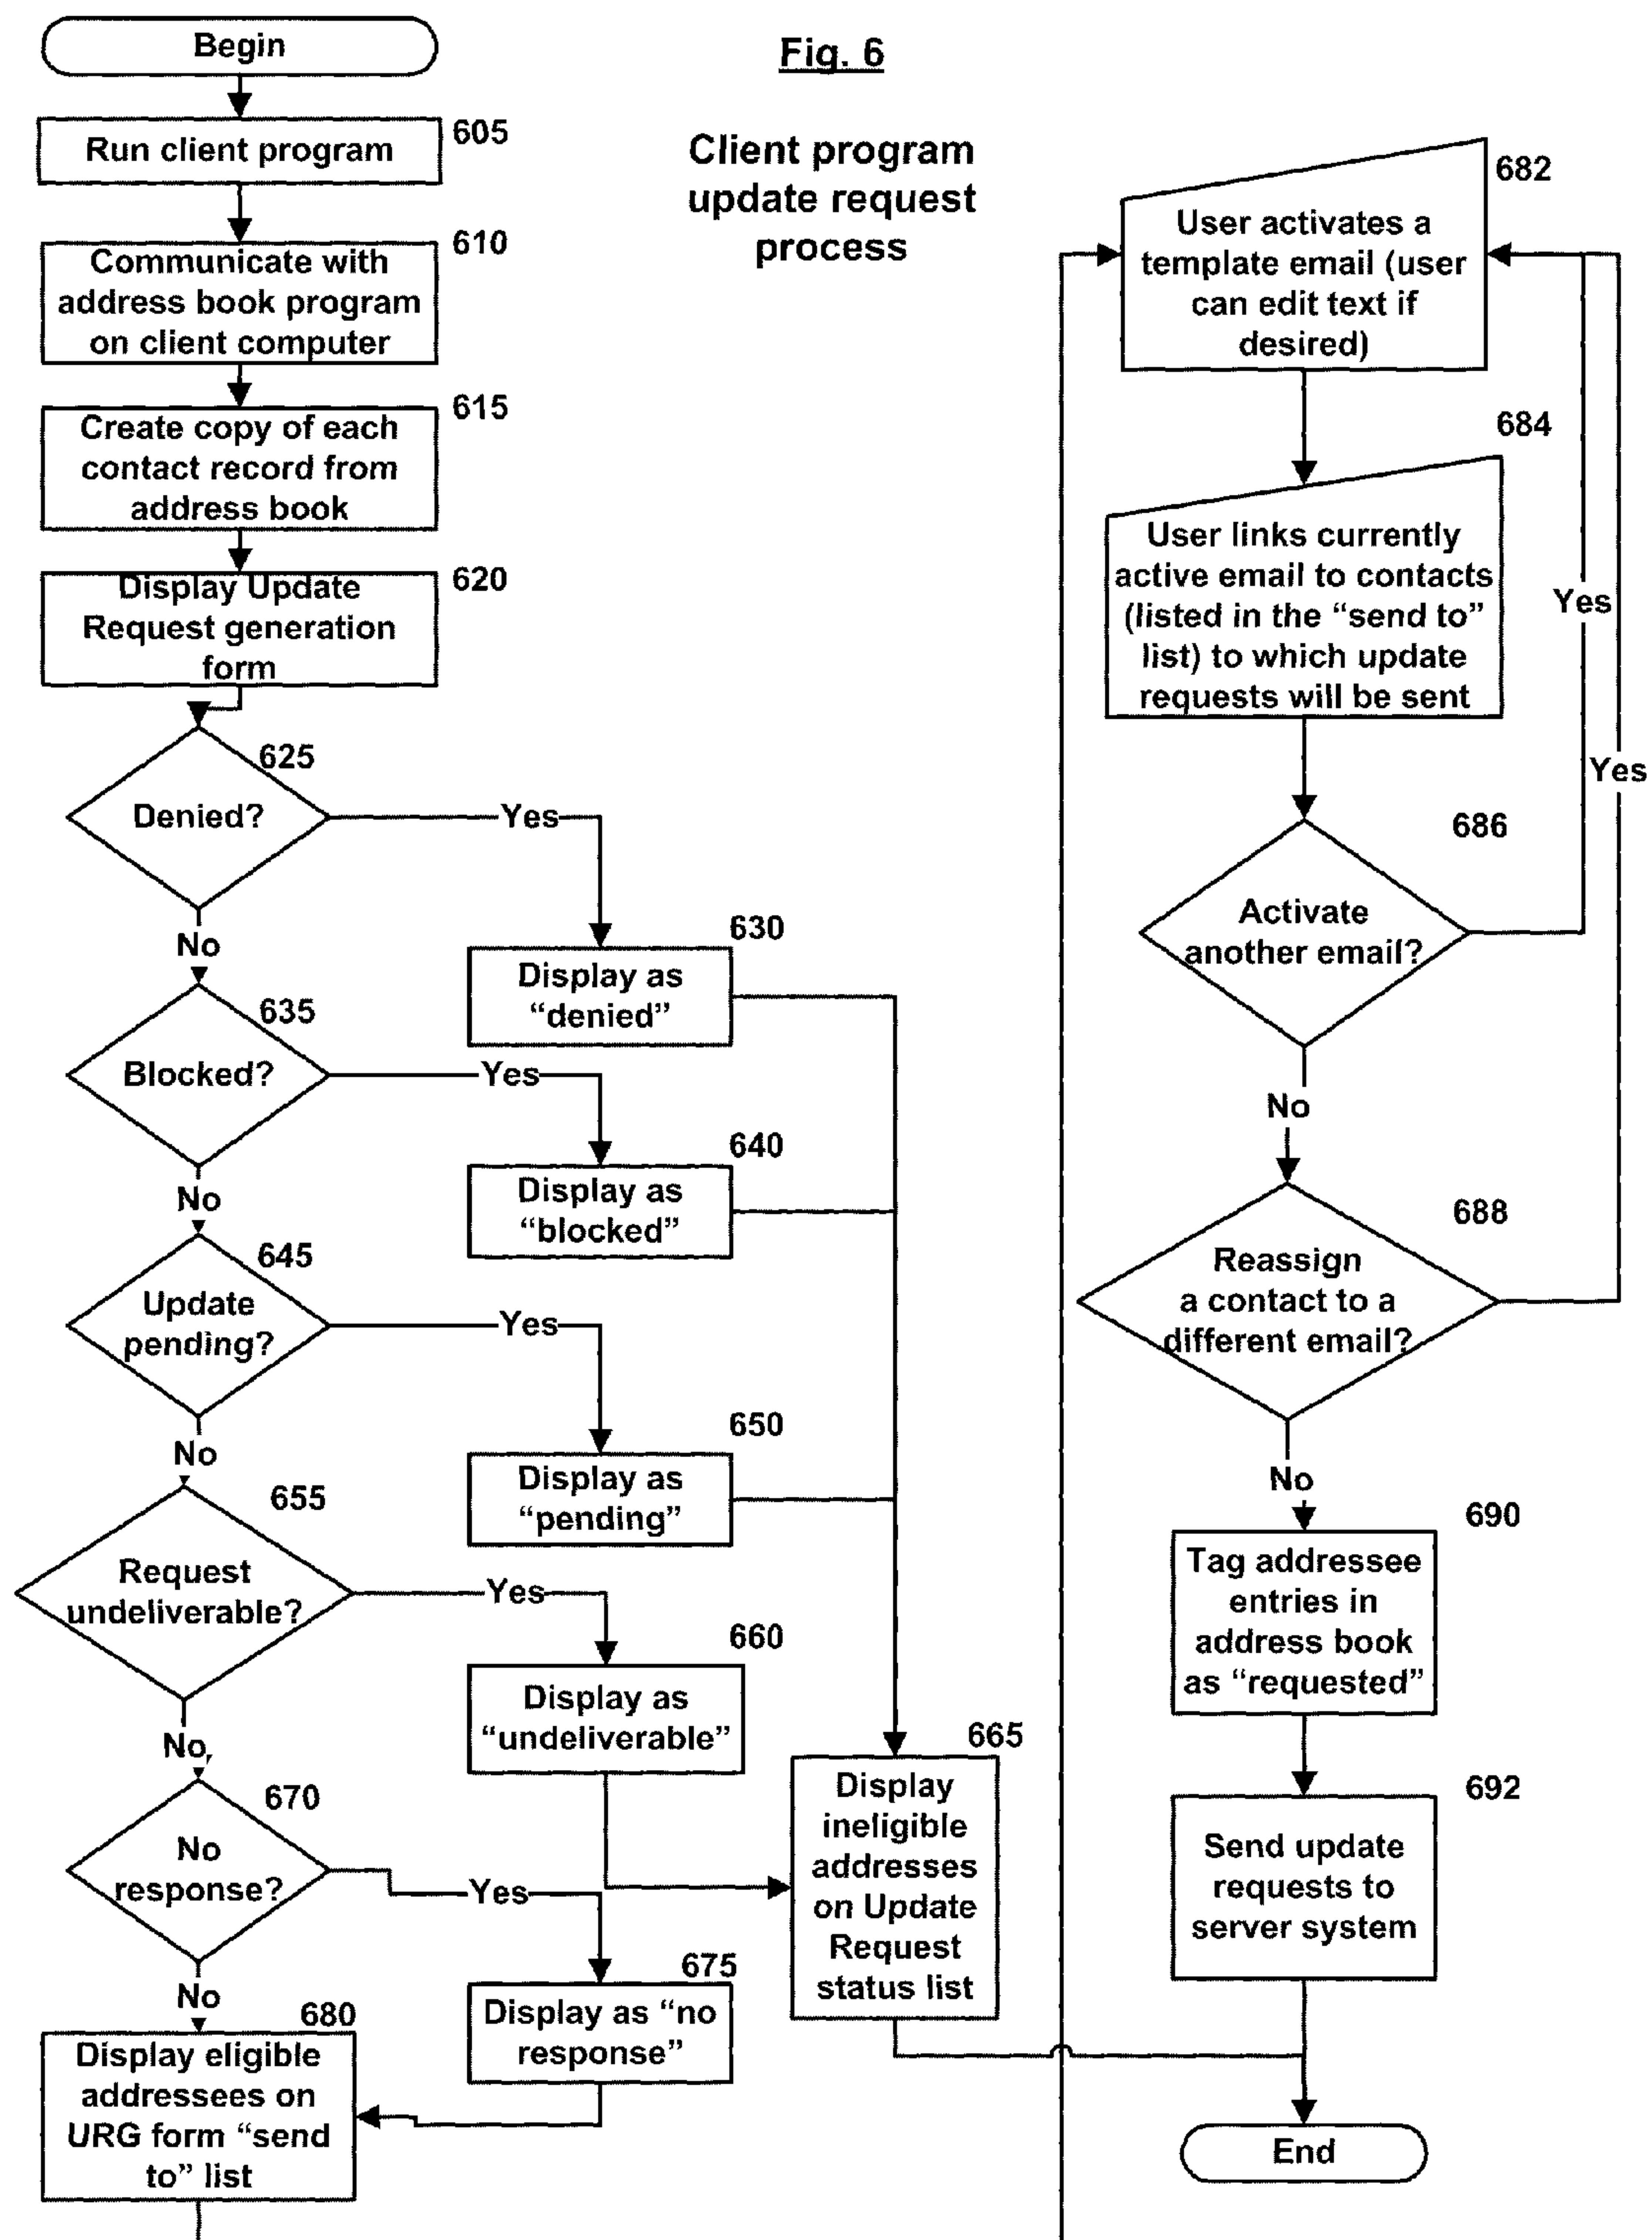 Fig. 6
Client program
update request
process
Begin
Run client program
605
Communicate with
address book program
on client computer
610
Create copy of each
contact record from
address book
615
Display Update
Request generation
form
620
Denied?
625
Yes
No
Display as
“denied”
630
Blocked?
635
Yes
No
Display as
“blocked”
640
Update
pending?
645
Yes
No
Display as
“pending”
650
Request
undeliverable?
655
Yes
No
Display as
“undeliverable”
660
Display
ineligible
addresses
on Update
Request
status list
665
No
response?
670
Yes
No
Display as “no
response”
675
Display eligible
addressees on
URG form “send
to” list
680
User activates a
template email (user
can edit text if
desired)
682
User links currently
active email to contacts
(listed in the “send to”
list) to which update
requests will be sent
684
Activate
another email?
686
Yes
No
Reassign
a contact to a
different email?
688
Yes
No
Tag addressee
entries in
address book
as “requested”
690
Send update
requests to
server system
692
End